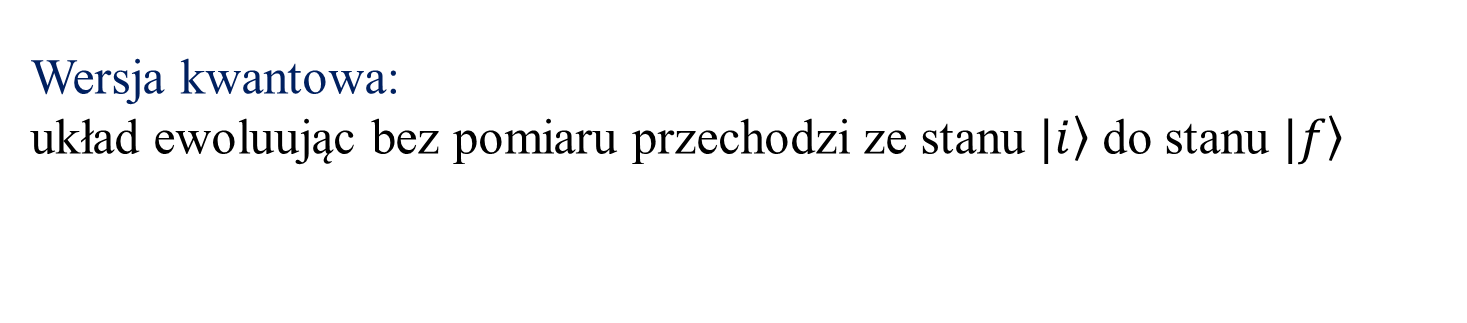 Wersja kwantowa:
układ ewoluując bez pomiaru przechodzi ze stanu |i⟩ do stanu |f⟩